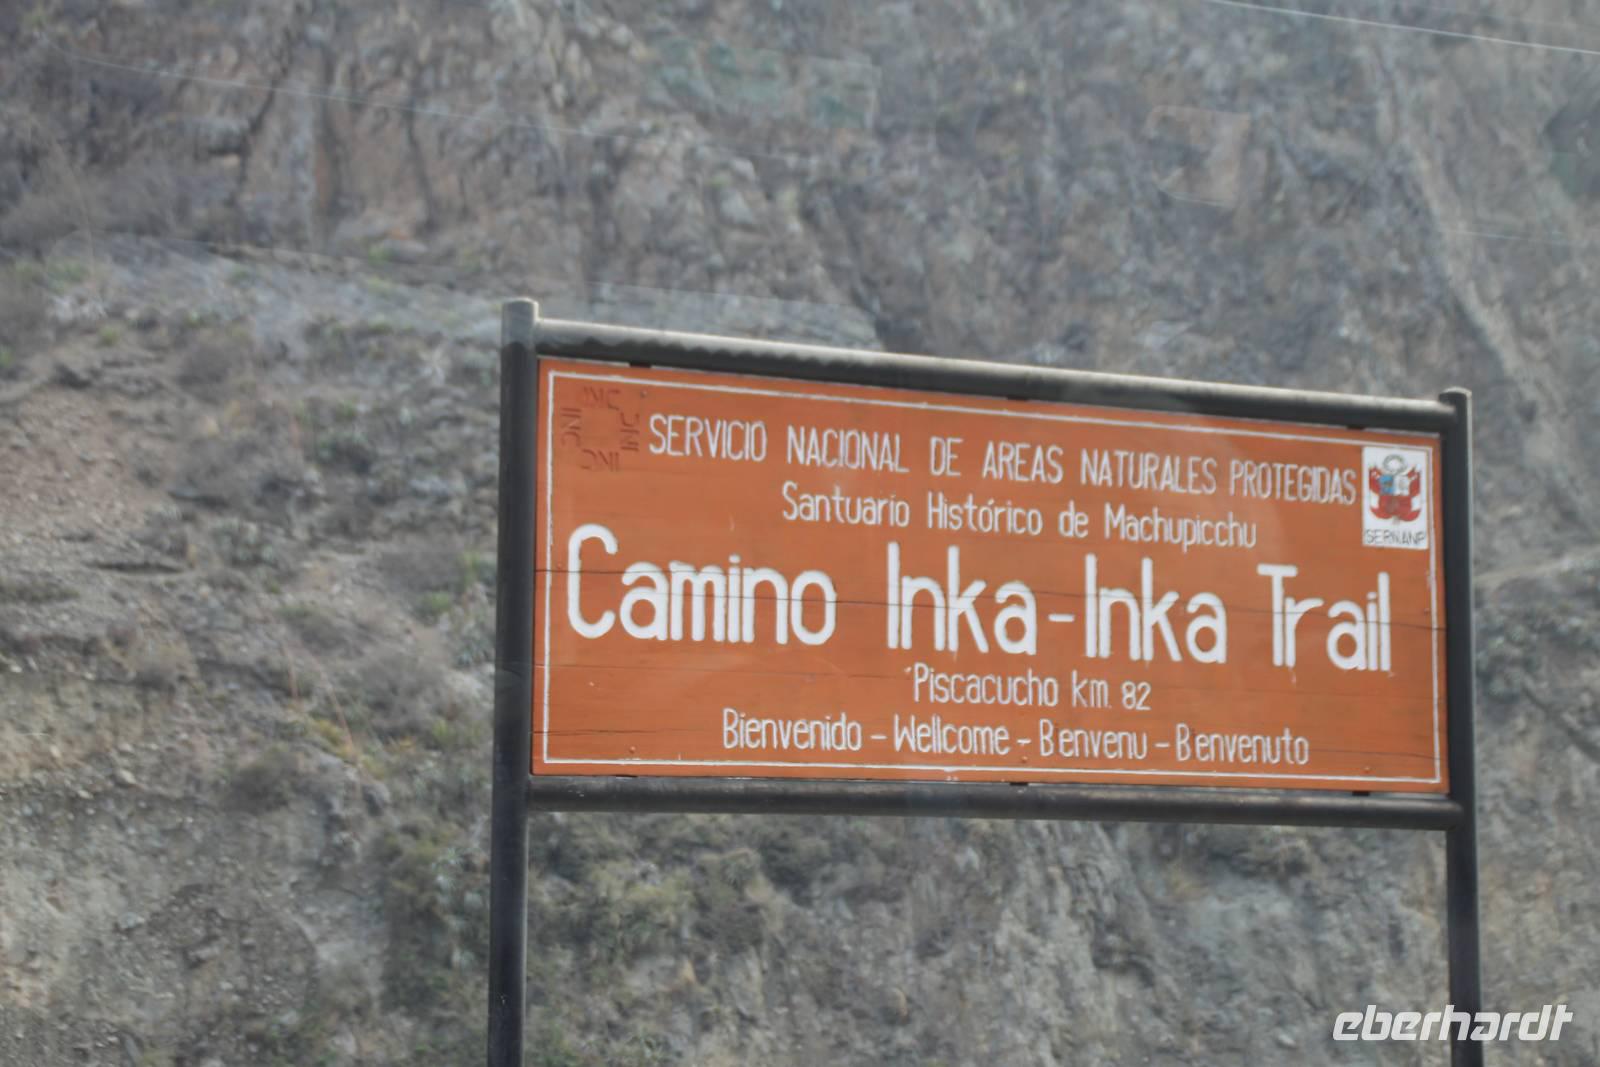 SERVICIO NACIONAL DE AREAS NATURALES PROTEGIDAS
Santuario Histórico de Machupicchu
SERNANP
Camino Inka - Inka Trail
Piscacucho km. 82
Bienvenido - Wellcome - Benvenu - Benvenuto
eberhardt